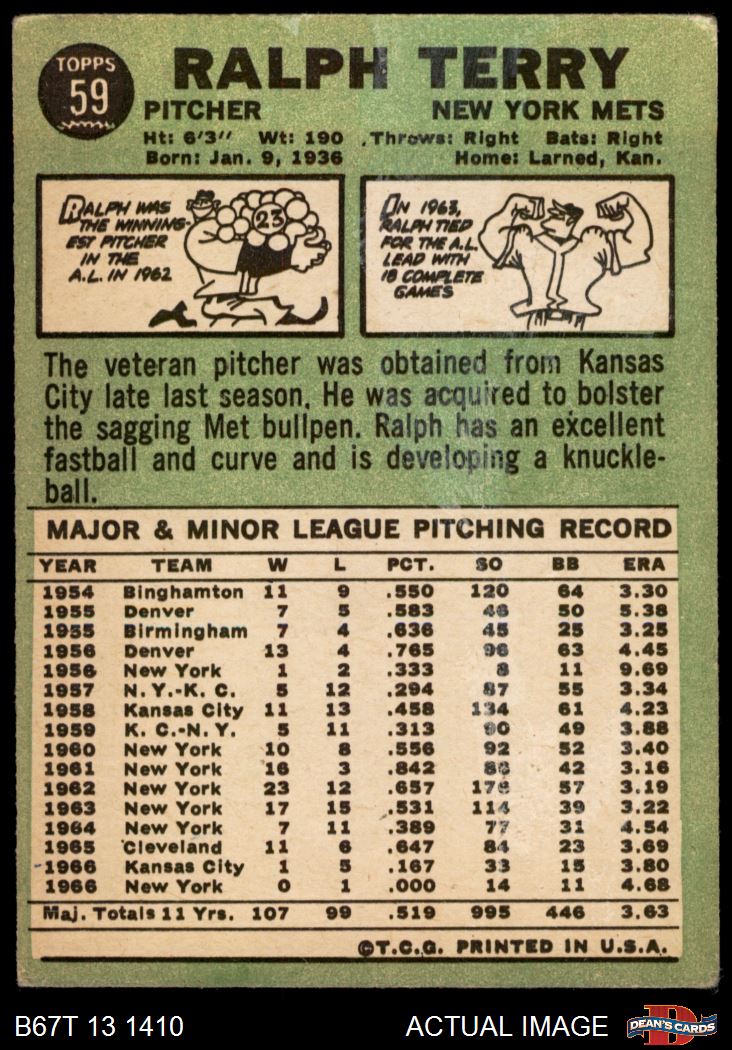 TOPPS
59
RALPH TERRY
PITCHER NEW YORK METS
Ht: 6'3" Wt: 190 Throws: Right Bats: Right
Born: Jan. 9, 1936 Home: Larned, Kan.
RALPH WAS
THE WINNING-
EST PITCHER
IN THE
A.L. IN 1962
23
IN 1963,
RALPH TIED
FOR THE A.L.
LEAD WITH
18 COMPLETE
GAMES
The veteran pitcher was obtained from Kansas
City late last season. He was acquired to bolster
the sagging Met bullpen. Ralph has an excellent
fastball and curve and is developing a knuckle-
ball.
MAJOR & MINOR LEAGUE PITCHING RECORD
YEAR TEAM W L PCT. SO BB ERA
1954 Binghamton 11 9 .550 120 64 3.30
1955 Denver 7 5 .583 46 50 5.38
1955 Birmingham 7 4 .636 45 25 3.25
1956 Denver 13 4 .765 96 63 4.45
1956 New York 1 2 .333 8 11 9.69
1957 N.Y.-K.C. 5 12 .294 87 55 3.34
1958 Kansas City 11 13 .458 134 61 4.23
1959 K.C.-N.Y. 5 11 .313 90 49 3.88
1960 New York 10 8 .556 92 52 3.40
1961 New York 16 3 .842 86 42 3.16
1962 New York 23 12 .657 176 57 3.19
1963 New York 17 15 .531 114 39 3.22
1964 New York 7 11 .389 77 31 4.54
1965 Cleveland 11 6 .647 84 23 3.69
1966 Kansas City 1 5 .167 33 15 3.80
1966 New York 0 1 .000 14 11 4.68
Maj. Totals 11 Yrs. 107 99 .519 995 446 3.63
©T.C.G. PRINTED IN U.S.A.
B67T 13 1410 ACTUAL IMAGE
D
DEAN'S CARDS